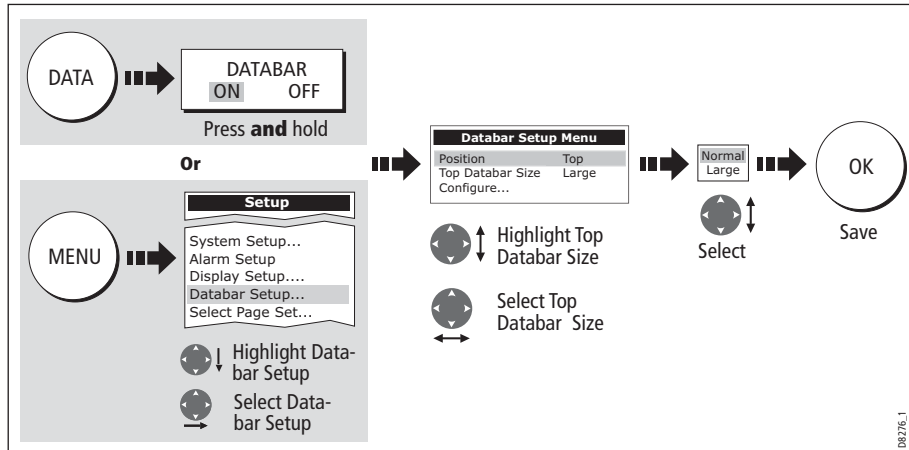 DATA
DATABAR
ON OFF
Press and hold
Or
MENU
Setup
System Setup...
Alarm Setup
Display Setup....
Databar Setup...
Select Page Set...
Highlight Data-
bar Setup
Select Data-
bar Setup
Databar Setup Menu
Position Top
Top Databar Size Large
Configure...
Highlight Top
Databar Size
Select Top
Databar Size
Normal
Large
Select
OK
Save
D8276_1